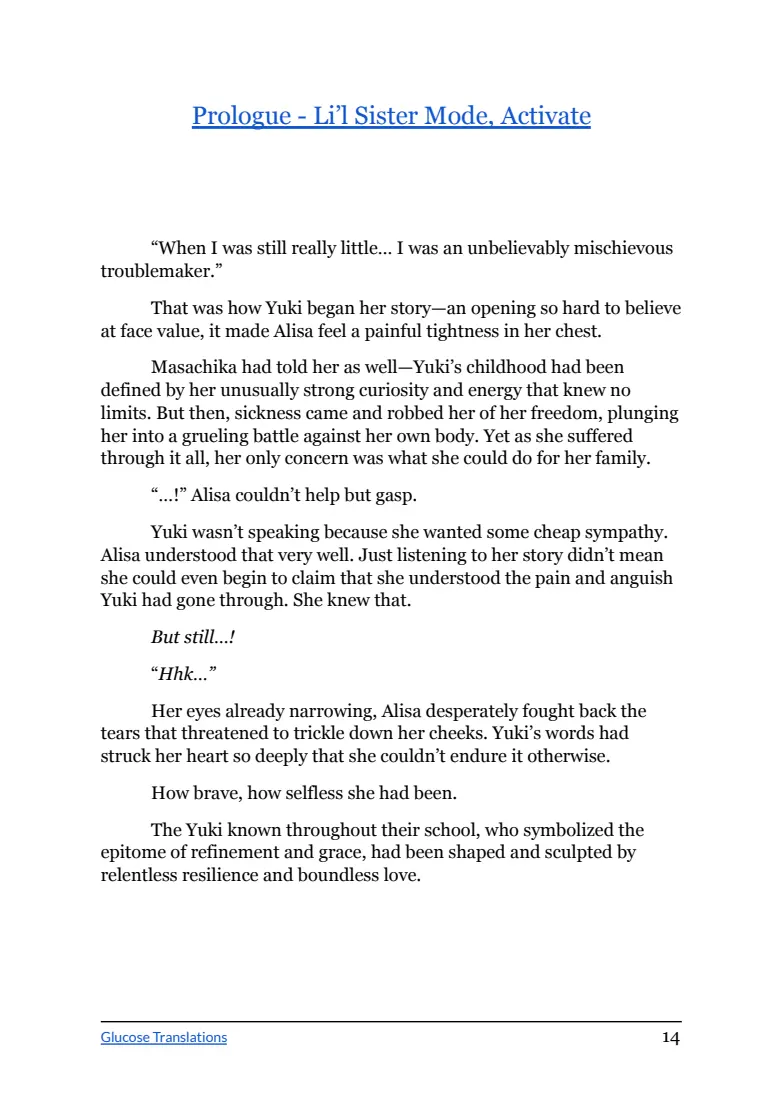 Prologue - Li’l Sister Mode, Activate
“When I was still really little… I was an unbelievably mischievous
troublemaker.”
That was how Yuki began her story—an opening so hard to believe
at face value, it made Alisa feel a painful tightness in her chest.
Masachika had told her as well—Yuki’s childhood had been
defined by her unusually strong curiosity and energy that knew no
limits. But then, sickness came and robbed her of her freedom, plunging
her into a grueling battle against her own body. Yet as she suffered
through it all, her only concern was what she could do for her family.
“…!” Alisa couldn’t help but gasp.
Yuki wasn’t speaking because she wanted some cheap sympathy.
Alisa understood that very well. Just listening to her story didn’t mean
she could even begin to claim that she understood the pain and anguish
Yuki had gone through. She knew that.
But still…!
“Hhk…”
Her eyes already narrowing, Alisa desperately fought back the
tears that threatened to trickle down her cheeks. Yuki’s words had
struck her heart so deeply that she couldn’t endure it otherwise.
How brave, how selfless she had been.
The Yuki known throughout their school, who symbolized the
epitome of refinement and grace, had been shaped and sculpted by
relentless resilience and boundless love.
Glucose Translations
14